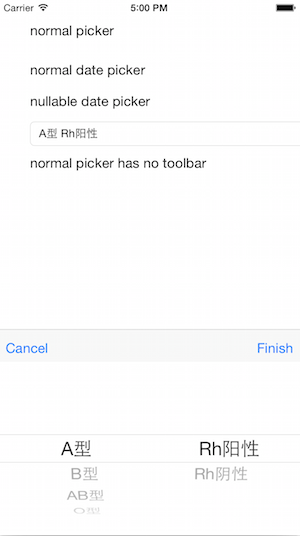 Carrier 5:00 PM
normal picker
normal date picker
nullable date picker
A型 Rh阳性
normal picker has no toolbar
Cancel Finish
A型 Rh阳性
B型 Rh阴性
AB型
O型